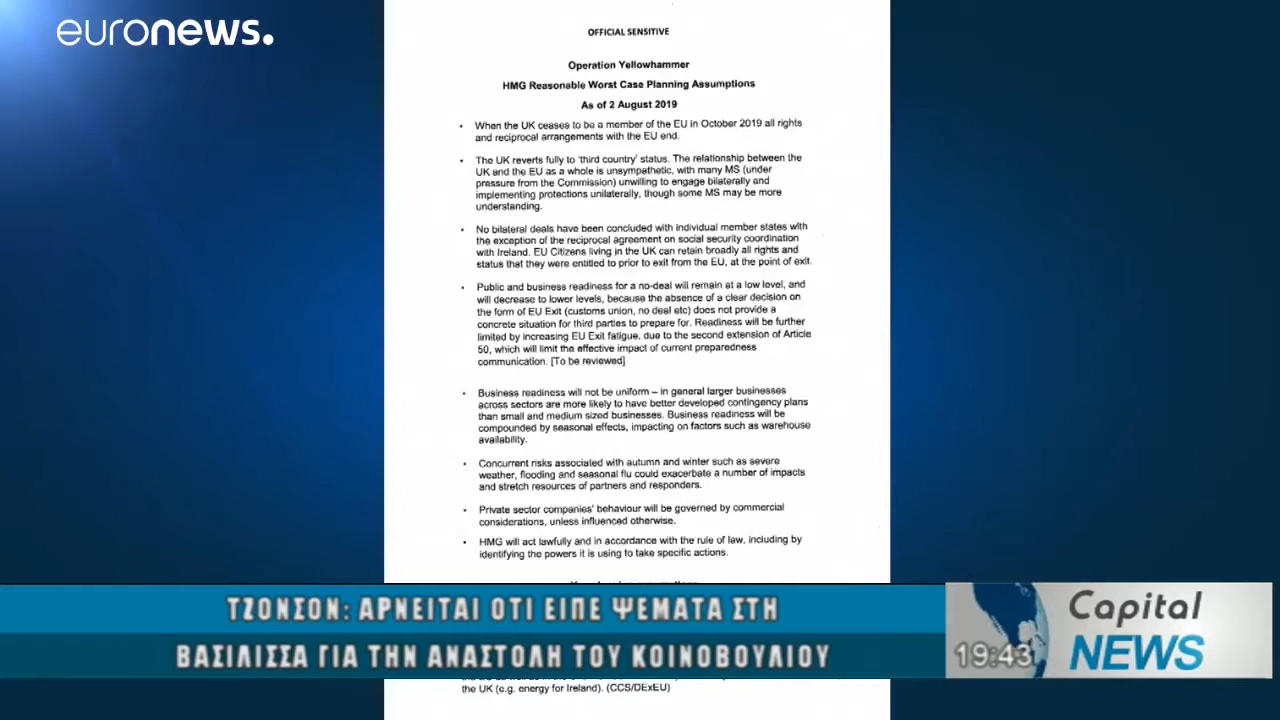 euronews.
OFFICIAL SENSITIVE
Operation Yellowhammer
HMG Reasonable Worst Case Planning Assumptions
As of 2 August 2019
• When the UK ceases to be a member of the EU in October 2019 all rights
and reciprocal arrangements with the EU end.
• The UK reverts fully to 'third country' status. The relationship between the
UK and the EU as a whole is unsympathetic, with many MS (under
pressure from the Commission) unwilling to engage bilaterally and
implementing protections unilaterally, though some MS may be more
understanding.
• No bilateral deals have been concluded with individual member states with
the exception of the reciprocal agreement on social security coordination
with Ireland. EU Citizens living in the UK can retain broadly all rights and
status that they were entitled to prior to exit from the EU, at the point of exit.
• Public and business readiness for a no-deal will remain at a low level, and
will decrease to lower levels, because the absence of a clear decision on
the form of EU Exit (customs union, no deal etc) does not provide a
concrete situation for third parties to prepare for. Readiness will be further
limited by increasing EU Exit fatigue, due to the second extension of Article
50, which will limit the effective impact of current preparedness
communication. [To be reviewed]
• Business readiness will not be uniform – in general larger businesses
across sectors are more likely to have better developed contingency plans
than small and medium sized businesses. Business readiness will be
compounded by seasonal effects, impacting on factors such as warehouse
availability.
• Concurrent risks associated with autumn and winter such as severe
weather, flooding and seasonal flu could exacerbate a number of impacts
and stretch resources of partners and responders.
• Private sector companies' behaviour will be governed by commercial
considerations, unless influenced otherwise.
• HMG will act lawfully and in accordance with the rule of law, including by
identifying the powers it is using to take specific actions.
ΤΖΟΝΣΟΝ: ΑΡΝΕΙΤΑΙ ΟΤΙ ΕΙΠΕ ΨΕΜΑΤΑ ΣΤΗ
ΒΑΣΙΛΙΣΣΑ ΓΙΑ ΤΗΝ ΑΝΑΣΤΟΛΗ ΤΟΥ ΚΟΙΝΟΒΟΥΛΙΟΥ
19:43
Capital
NEWS
the UK (e.g. energy for Ireland). (CCS/DExEU)